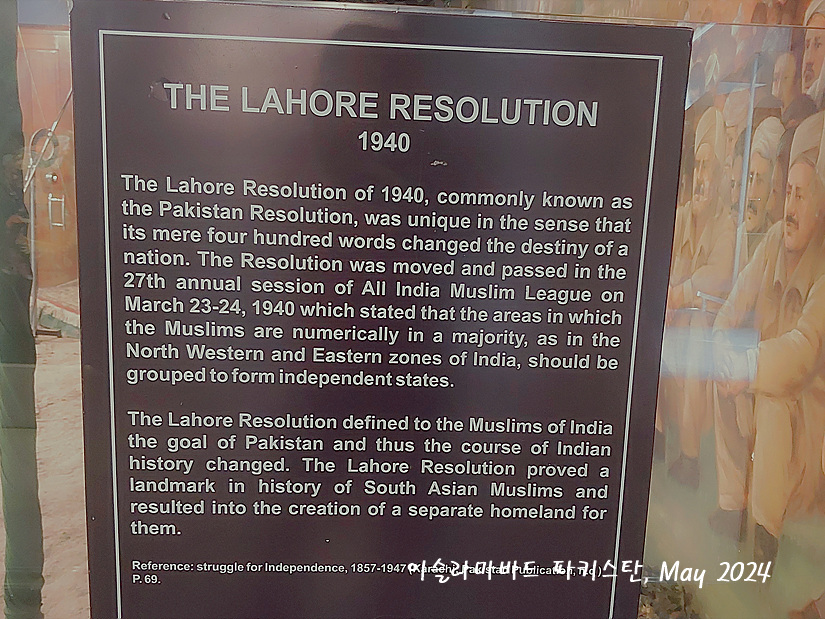 THE LAHORE RESOLUTION
1940
The Lahore Resolution of 1940, commonly known as
the Pakistan Resolution, was unique in the sense that
its mere four hundred words changed the destiny of a
nation. The Resolution was moved and passed in the
27th annual session of All India Muslim League on
March 23-24, 1940 which stated that the areas in which
the Muslims are numerically in a majority, as in the
North Western and Eastern zones of India, should be
grouped to form independent states.
The Lahore Resolution defined to the Muslims of India
the goal of Pakistan and thus the course of Indian
history changed. The Lahore Resolution proved a
landmark in history of South Asian Muslims and
resulted into the creation of a separate homeland for
them.
Reference: struggle for Independence, 1857-1947 (Karachi: Pakistan Publication,
P. 69.
이슬라마바드 파키스탄, May 2024